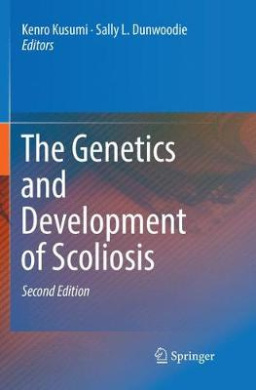 Kenro Kusumi · Sally L. Dunwoodie
Editors
The Genetics
and
Development
of Scoliosis
Second Edition
Springer